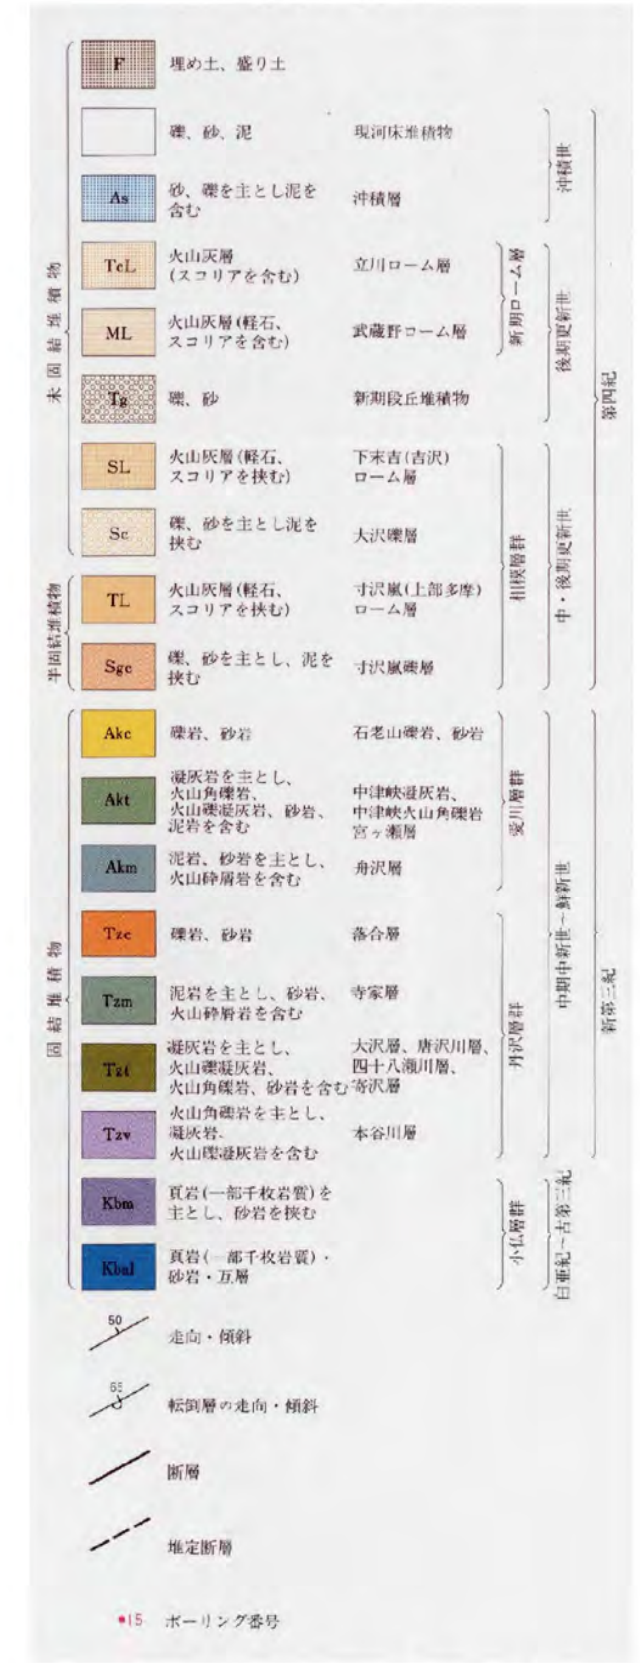 未固結堆積物
F 埋め土、盛り土
礫、砂、泥 現河床堆積物
As 砂、礫を主とし泥を
含む 沖積層
沖積世
TcL 火山灰層
(スコリアを含む) 立川ローム層
ML 火山灰層(軽石、
スコリアを含む) 武蔵野ローム層
新期ローム層
Tg 礫、砂 新期段丘堆積物
後期更新世
SL 火山灰層(軽石、
スコリアを挟む) 下末吉(吉沢)
ローム層
Sc 礫、砂を主とし泥を
挟む 大沢礫層
半固結堆積物
TL 火山灰層(軽石、
スコリアを挟む) 寸沢嵐(上部多摩)
ローム層
Sgc 礫、砂を主とし、泥を
挟む 寸沢嵐礫層
相模層群
中・後期更新世
第四紀
固結堆積物
Akc 礫岩、砂岩 石老山礫岩、砂岩
Akt 凝灰岩を主とし、
火山角礫岩、
火山礫凝灰岩、砂岩、
泥岩を含む 中津峡凝灰岩、
中津峡火山角礫岩
宮ヶ瀬層
Akm 泥岩、砂岩を主とし、
火山砕屑岩を含む 舟沢層
愛川層群
Tzc 礫岩、砂岩 落合層
Tzm 泥岩を主とし、砂岩、
火山砕屑岩を含む 寺家層
Tzt 凝灰岩を主とし、
火山礫凝灰岩、
火山角礫岩、砂岩を含む 大沢層、唐沢川層、
四十八瀬川層、
寄沢層
Tzv 火山角礫岩を主とし、
凝灰岩、
火山礫凝灰岩を含む 本谷川層
丹沢層群
中期中新世~鮮新世
新第三紀
Kbm 頁岩(一部千枚岩質)を
主とし、砂岩を挟む
Kbal 頁岩(一部千枚岩質)・
砂岩・互層
小仏層群
白亜紀~古第三紀
50 走向・傾斜
65 転倒層の走向・傾斜
断層
堆定断層
•15 ボーリング番号